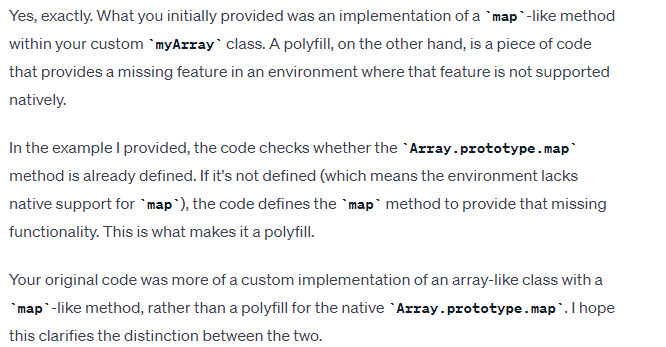 Yes, exactly. What you initially provided was an implementation of a `map`-like method
within your custom `myArray` class. A polyfill, on the other hand, is a piece of code
that provides a missing feature in an environment where that feature is not supported
natively.
In the example I provided, the code checks whether the `Array.prototype.map`
method is already defined. If it's not defined (which means the environment lacks
native support for `map`), the code defines the `map` method to provide that missing
functionality. This is what makes it a polyfill.
Your original code was more of a custom implementation of an array-like class with a
`map`-like method, rather than a polyfill for the native `Array.prototype.map`. I hope
this clarifies the distinction between the two.